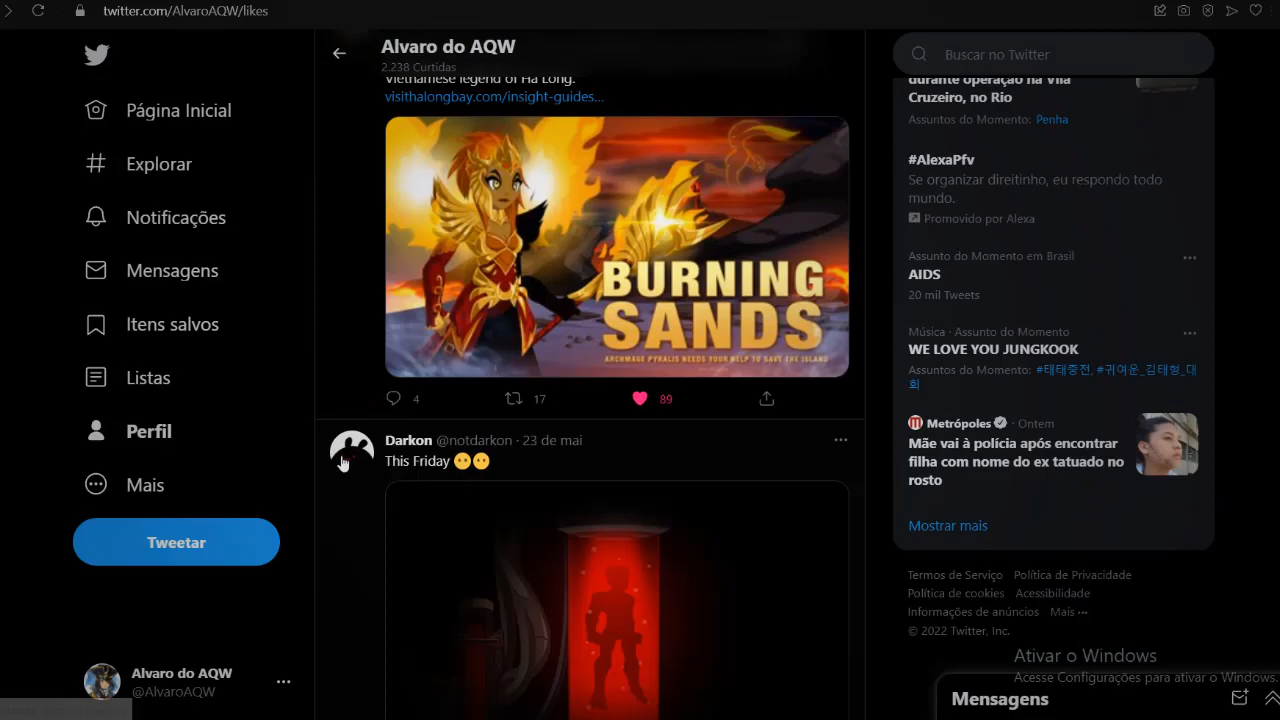 twitter.com/AlvaroAQW/likes
Página Inicial
Explorar
Notificações
Mensagens
Itens salvos
Listas
Perfil
Mais
Tweetar
Alvaro do AQW
@AlvaroAQW
Alvaro do AQW
2.238 Curtidas
Vietnamese legend of Ha Long.
visithalongbay.com/insight-guides...
BURNING
SANDS
ARCHMAGE PYRALIS NEEDS YOUR HELP TO SAVE THE ISLAND
4 17 89
Darkon @notdarkon · 23 de mai
This Friday 😶😶
Buscar no Twitter
durante operação na Vila
Cruzeiro, no Rio
Assuntos do Momento: Penha
#AlexaPfv
Se organizar direitinho, eu respondo todo
mundo.
Promovido por Alexa
Assunto do Momento em Brasil
AIDS
20 mil Tweets
Música · Assunto do Momento
WE LOVE YOU JUNGKOOK
Assuntos do Momento: #태태중전, #귀여운_김태형_대
회
Metrópoles · Ontem
Mãe vai à polícia após encontrar
filha com nome do ex tatuado no
rosto
Mostrar mais
Termos de Serviço Política de Privacidade
Política de cookies Acessibilidade
Informações de anúncios Mais ···
© 2022 Twitter, Inc.
Ativar o Windows
Acesse Configurações para ativar o Windows.
Mensagens